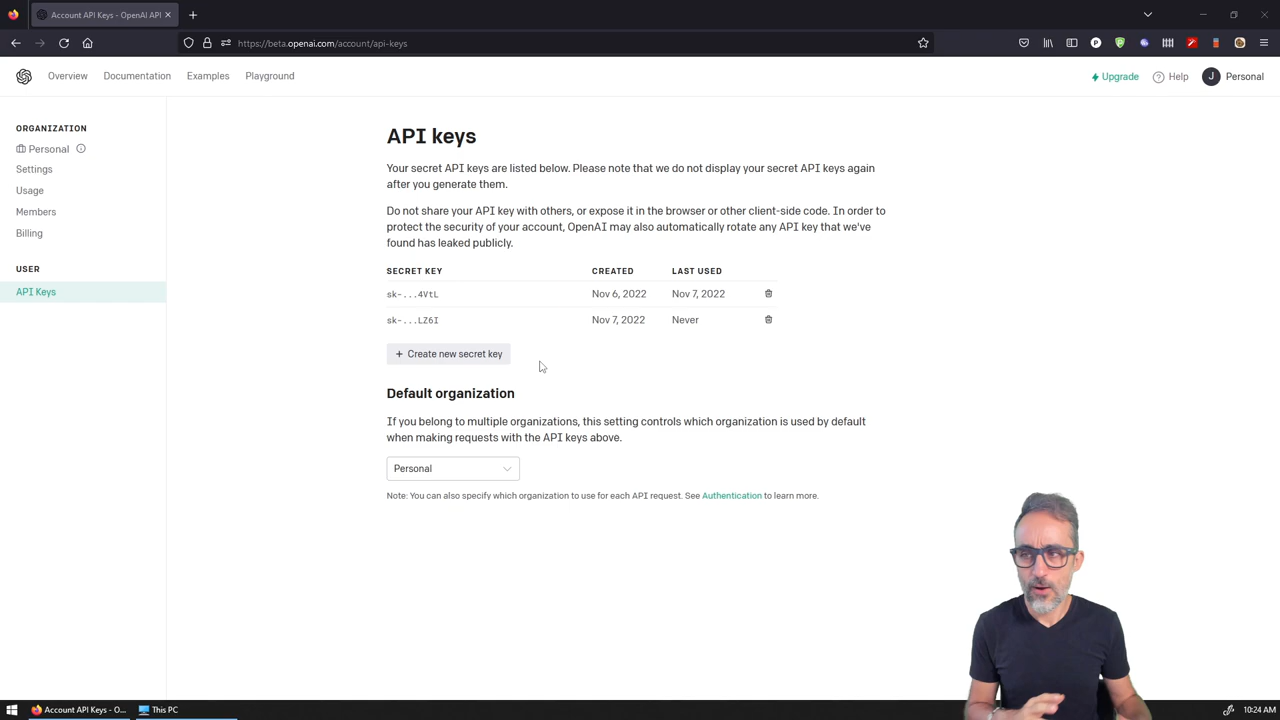 Account API Keys - OpenAI API
https://beta.openai.com/account/api-keys
Overview Documentation Examples Playground Upgrade Help J Personal
ORGANIZATION
Personal
Settings
Usage
Members
Billing
USER
API Keys
API keys
Your secret API keys are listed below. Please note that we do not display your secret API keys again
after you generate them.
Do not share your API key with others, or expose it in the browser or other client-side code. In order to
protect the security of your account, OpenAI may also automatically rotate any API key that we've
found has leaked publicly.
SECRET KEY CREATED LAST USED
sk-...4VtL Nov 6, 2022 Nov 7, 2022
sk-...LZ6I Nov 7, 2022 Never
+ Create new secret key
Default organization
If you belong to multiple organizations, this setting controls which organization is used by default
when making requests with the API keys above.
Personal
Note: You can also specify which organization to use for each API request. See Authentication to learn more.
Account API Keys - O... This PC 10:24 AM